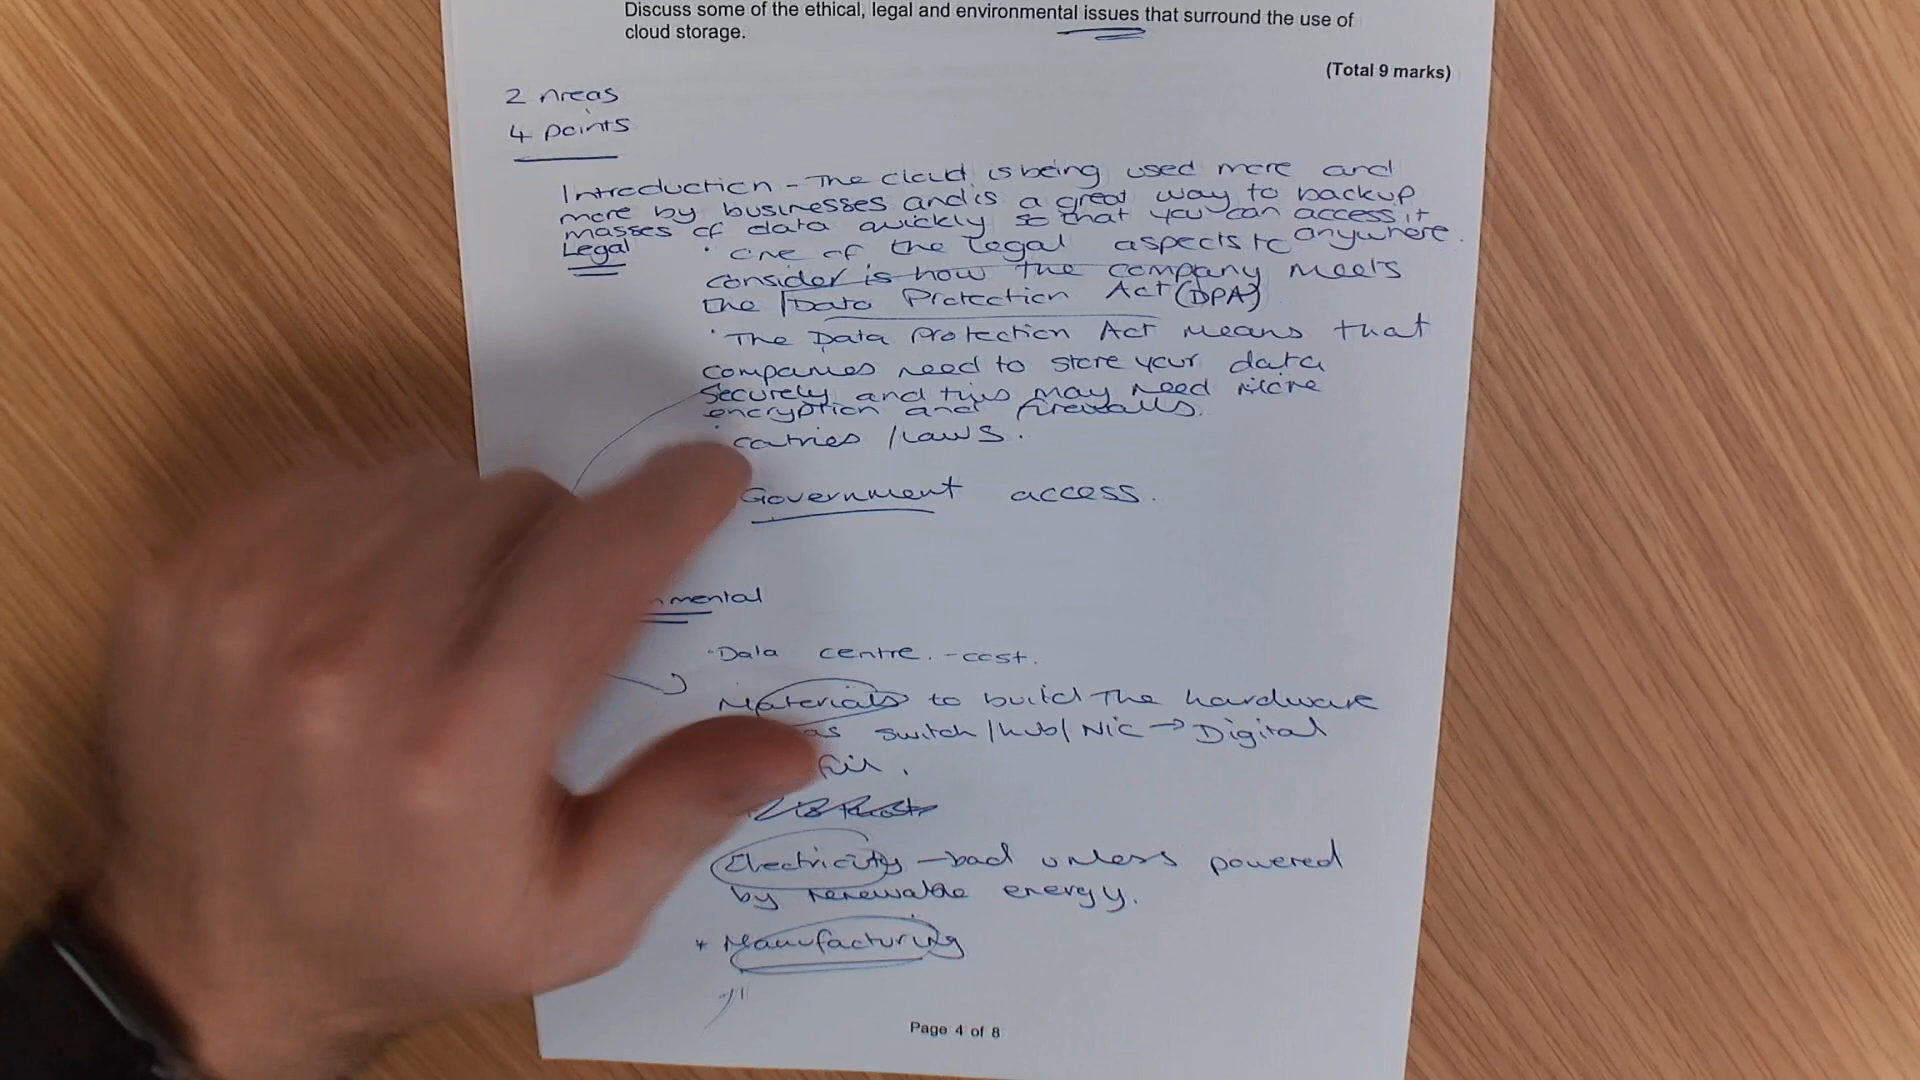 Discuss some of the ethical, legal and environmental issues that surround the use of
cloud storage.
(Total 9 marks)
2 Areas
4 points
Introduction - The cloud is being used more and
more by businesses and is a great way to backup
masses of data quickly so that you can access it
anywhere.
Legal
· one of the legal aspects to
consider is how the company meets
the Data Protection Act (DPA)
· The Data Protection Act means that
companies need to store your data
securely and this may need more
encryption and firewalls.
· /Laws.
Government access.
nmental
· Data centre. - cost.
Materials to build the hardware
as switch/hub/NIC → Digital
Electricity - bad unless powered
by renewable energy.
* Manufacturing
Page 4 of 8